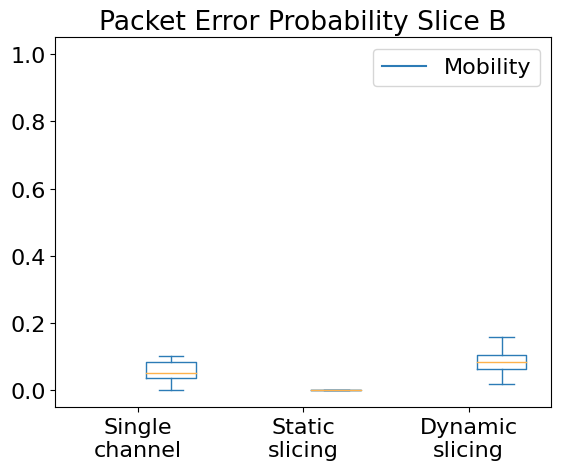 Packet Error Probability Slice B
Mobility
1.0
0.8
0.6
0.4
0.2
0.0
Single
channel
Static
slicing
Dynamic
slicing